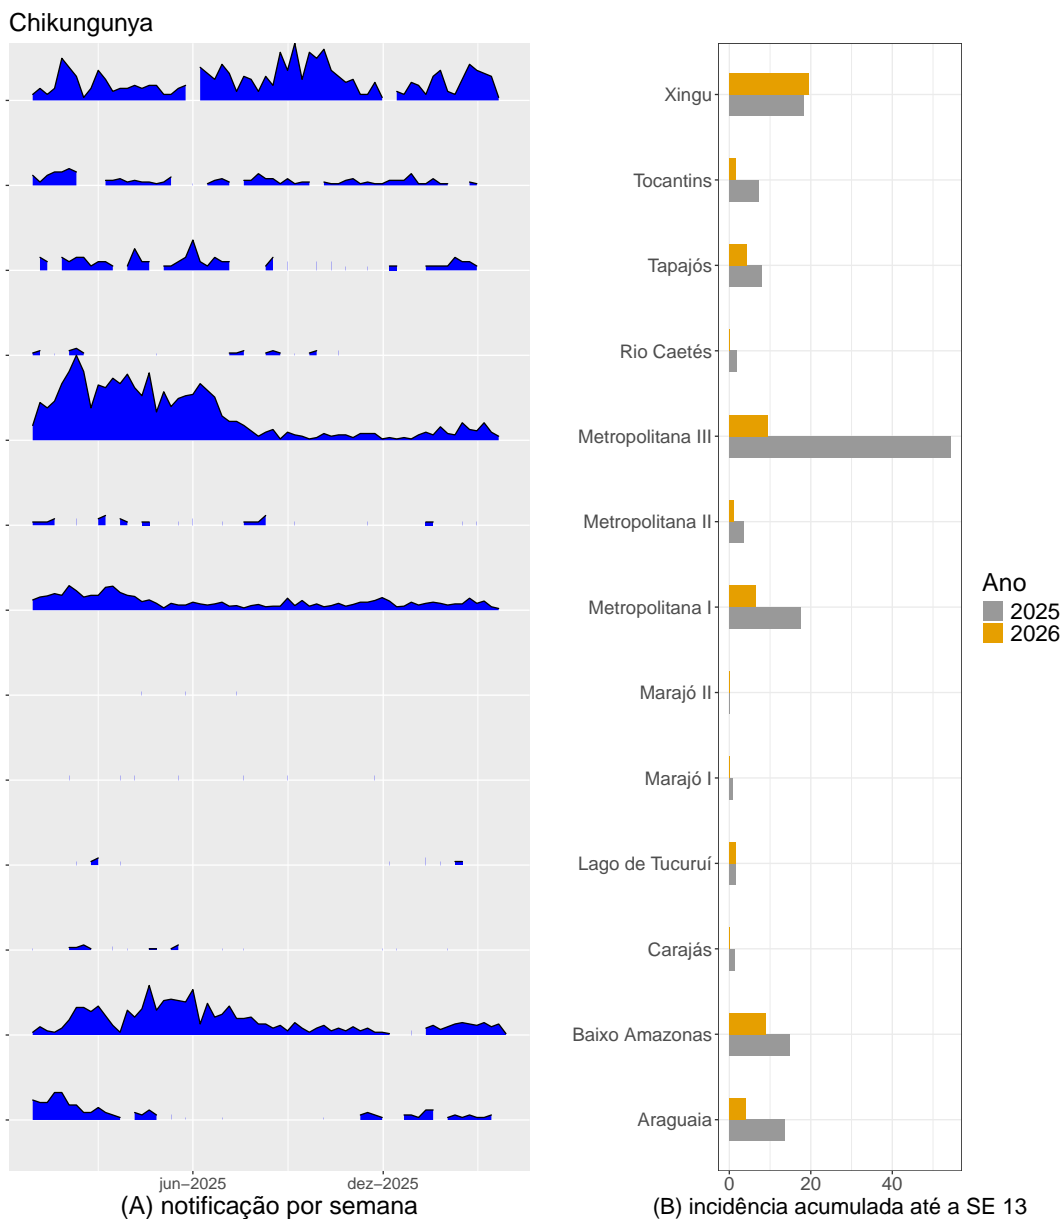 Chikungunya
Xingu
Tocantins
Tapajós
Rio Caetés
Metropolitana III
Metropolitana II
Metropolitana I
Marajó II
Marajó I
Lago de Tucuruí
Carajás
Baixo Amazonas
Araguaia
Ano
2025
2026
jun−2025
dez−2025
0
20
40
(A) notificação por semana
(B) incidência acumulada até a SE 13